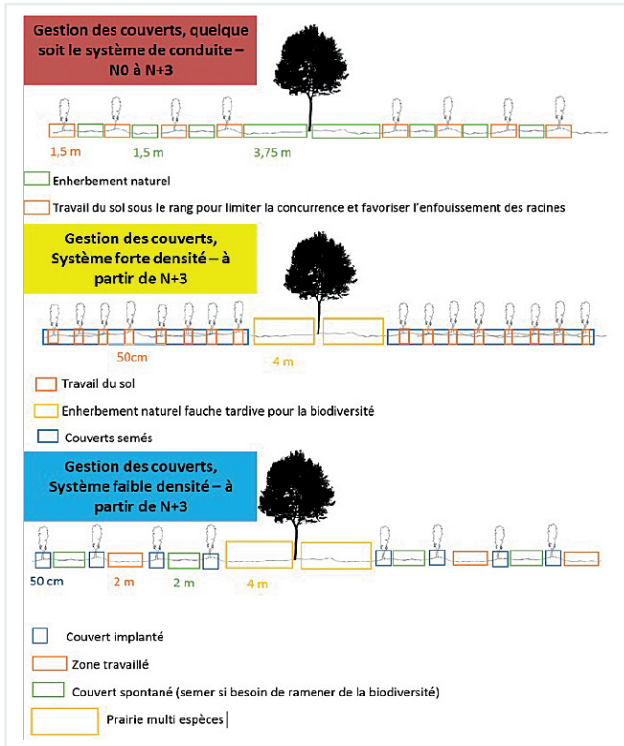 Gestion des couverts, quelque
soit le système de conduite –
N0 à N+3
1,5 m
1,5 m
3,75 m
Enherbement naturel
Travail du sol sous le rang pour limiter la concurrence et favoriser l'enfouissement des racines
Gestion des couverts,
Système forte densité – à
partir de N+3
50cm
4 m
Travail du sol
Enherbement naturel fauche tardive pour la biodiversité
Couverts semés
Gestion des couverts,
Système faible densité – à
partir de N+3
50 cm
2 m
2 m
4 m
Couvert implanté
Zone travaillé
Couvert spontané (semer si besoin de ramener de la biodiversité)
Prairie multi espèces